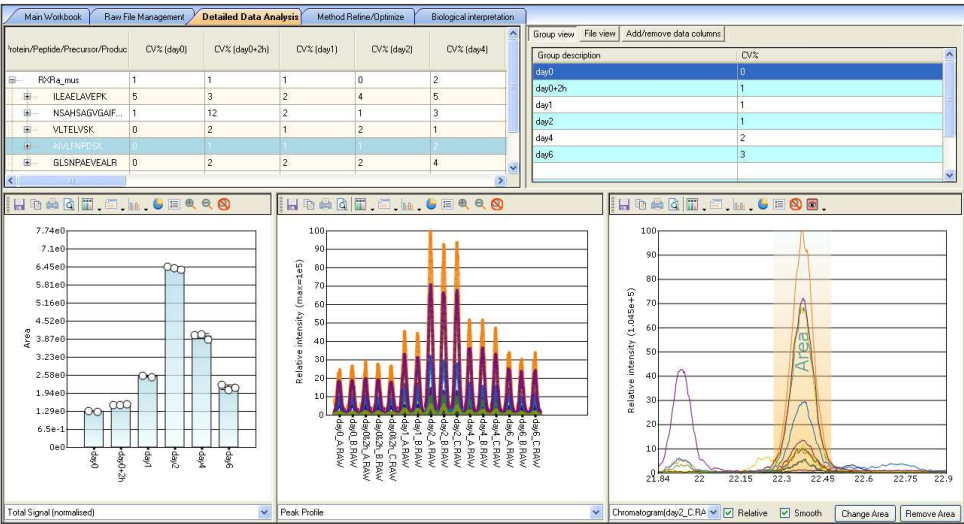 Main Workbook Raw File Management Detailed Data Analysis Method Refine/Optimize Biological interpretation
Protein/Peptide/Precursor/Produc CV% (day0) CV% (day0+2h) CV% (day1) CV% (day2) CV% (day4)
RXRa_mus 1 1 1 0 2
ILEAELAVEPK 5 3 2 4 5
NSAHSAGVGAIF... 1 12 2 1 3
VLTELVSK 0 2 1 2 1
AIVLFNPDSK 0 1 1 1 2
GLSNPAEVEALR 0 2 2 2 4
Group view File view Add/remove data columns
Group description CV%
day0 0
day0+2h 1
day1 1
day2 1
day4 2
day6 3
Area
7.74e0
7.1e0
6.45e0
5.81e0
5.16e0
4.52e0
3.87e0
3.23e0
2.58e0
1.94e0
1.29e0
6.5e-1
0e0
day0 day0+2h day1 day2 day4 day6
Total Signal (normalised)
Relative intensity (max=1e5)
100
90
80
70
60
50
40
30
20
10
0
day0_A.RAW day0_B.RAW day0&2h_A.RAW day0&2h_B.RAW day0&2h_C.RAW day1_A.RAW day1_B.RAW day2_A.RAW day2_B.RAW day2_C.RAW day4_A.RAW day4_B.RAW day4_C.RAW day6_A.RAW day6_B.RAW day6_C.RAW
Peak Profile
Relative intensity (1.045e+5)
100
90
80
70
60
50
40
30
20
10
0
Area
21.84 22 22.15 22.3 22.45 22.6 22.75 22.9
Chromatogram(day2_C.RA Relative Smooth Change Area Remove Area